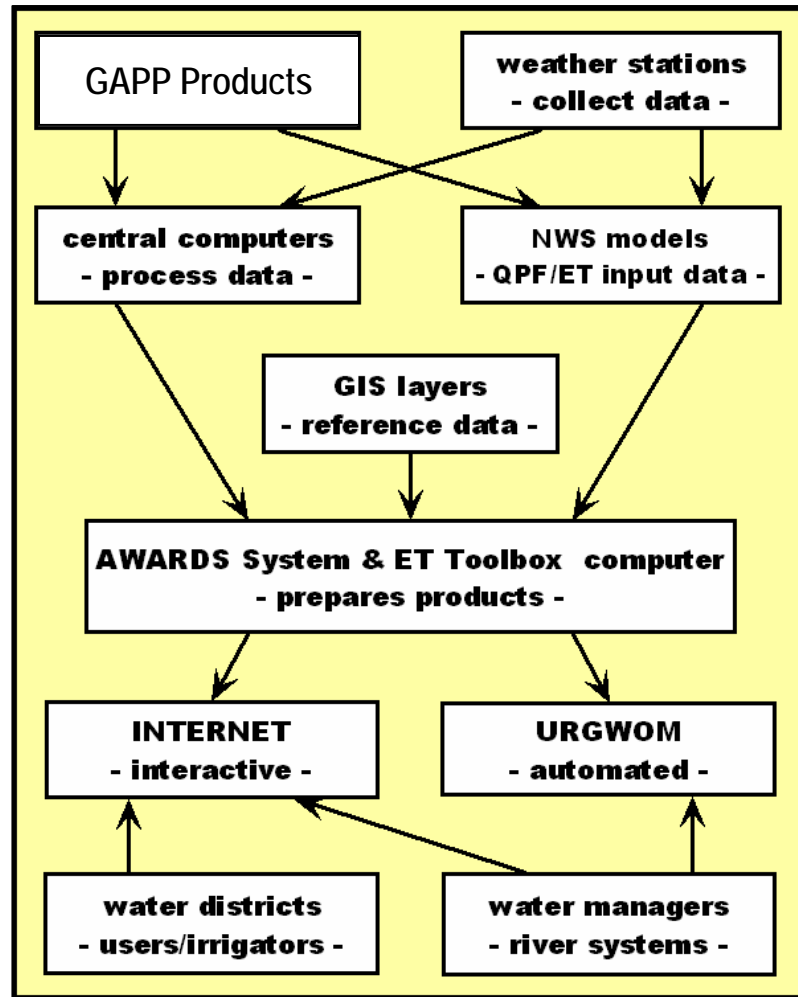 GAPP Products
weather stations
- collect data -
central computers
- process data -
NWS models
- QPF/ET input data -
GIS layers
- reference data -
AWARDS System & ET Toolbox computer
- prepares products -
INTERNET
- interactive -
URGWOM
- automated -
water districts
- users/irrigators -
water managers
- river systems -